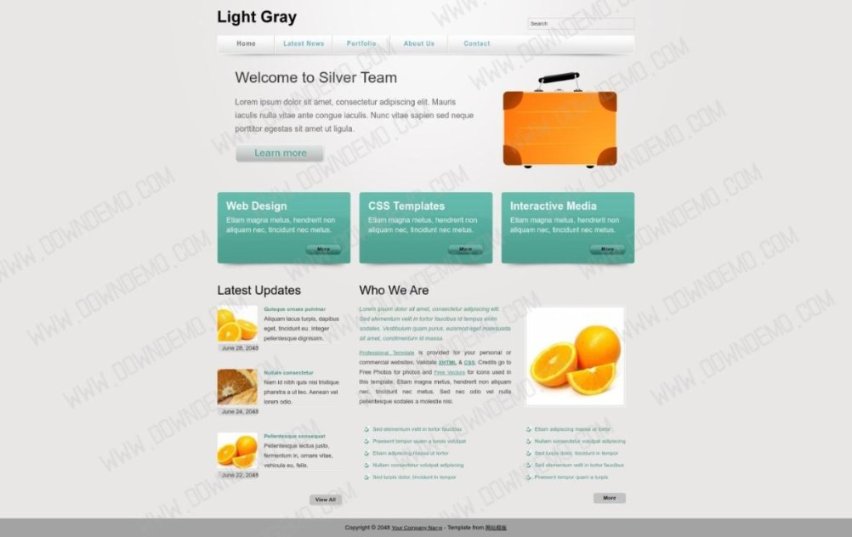 Light Gray
Search
Home
Latest News
Portfolio
About Us
Contact
Welcome to Silver Team
Lorem ipsum dolor sit amet, consectetur adipiscing elit. Mauris
iaculis nulla vitae ante congue iaculis. Nunc vitae sapien sed neque
porttitor egestas sit amet ut ligula.
Learn more
Web Design
Etiam magna metus, hendrerit non
aliquam nec, tincidunt nec metus.
More
CSS Templates
Etiam magna metus, hendrerit non
aliquam nec, tincidunt nec metus.
More
Interactive Media
Etiam magna metus, hendrerit non
aliquam nec, tincidunt nec metus.
More
Latest Updates
Quisque ornare pulvinar
Aliquam lacus turpis, dapibus
eget, tincidunt eu. Integer
pellentesque dignissim.
June 28, 2048
Nullam consectetur
Nam id nibh quis nisl tristique
pharetra a ut leo. Aenean vel
lorem odio.
June 24, 2048
Pellentesque consequat
Pellentesque lectus justo,
fermentum in, ornare vitae,
vehicula eu, felis.
June 22, 2048
View All
Who We Are
Lorem ipsum dolor sit amet, consectetur adipiscing elit.
Sed elementum velit in tortor faucibus id tempus ante
sodales. Vestibulum quam purus, euismod eget malesuada
sit amet, condimentum id massa.
Professional Template is provided for your personal or
commercial websites. Validate XHTML & CSS. Credits go to
Free Photos for photos and Free Vectors for icons used in
this template. Etiam magna metus, hendrerit non aliquam
nec, tincidunt nec metus. Sed nec odio vel nulla
pellentesque sodales a molestie nisi.
Sed elementum velit in tortor faucibus
Praesent tempor quam a turpis volutpat
Etiam adipiscing massa ut tortor
Nullam consectetur volutpat adipiscing
Sed turpis dolor, tincidunt in tempor
Etiam adipiscing massa ut tortor
Nullam consectetur volutpat adipiscing
Sed turpis dolor, tincidunt in tempor
Sed elementum velit in tortor faucibus
Praesent tempor quam a turpis
More
Copyright © 2048 Your Company Name - Template from 网站模板
WWW.DOWNDEMO.COM